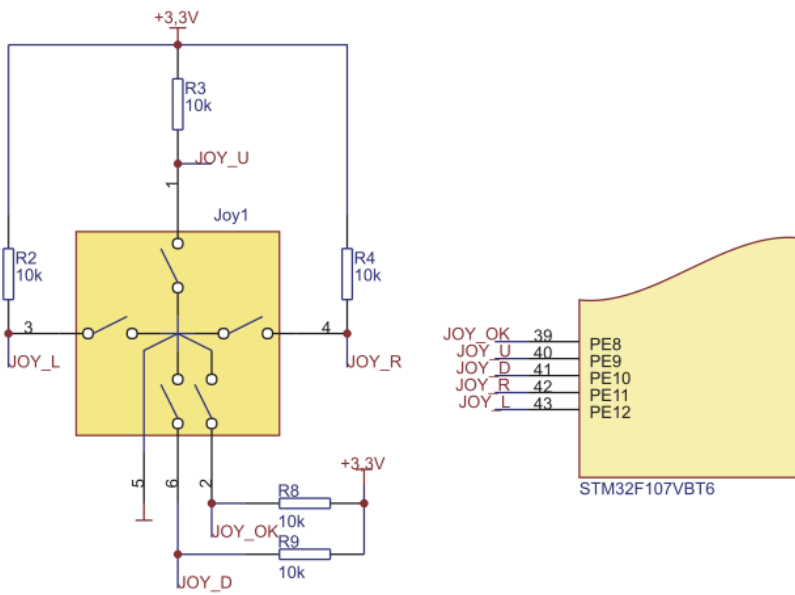 +3,3V
R3
10k
JOY_U
1
Joy1
R2
10k
R4
10k
3
4
JOY_L
JOY_R
5
6
2
+3,3V
R8
10k
JOY_OK
R9
10k
JOY_D
JOY_OK 39 PE8
JOY_U 40 PE9
JOY_D 41 PE10
JOY_R 42 PE11
JOY_L 43 PE12
STM32F107VBT6